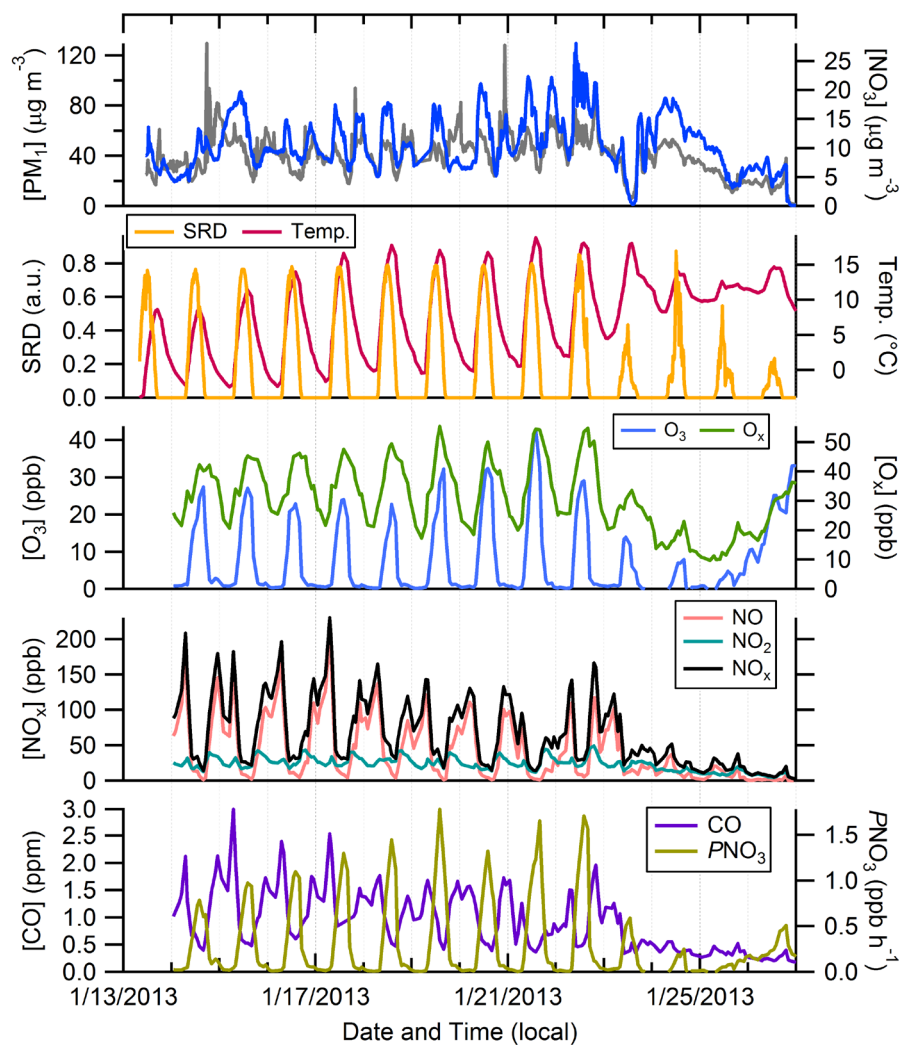 [PM₁] (μg m⁻³)
120
80
40
0
25
20
15
10
5
0
[NO₃] (μg m⁻³)
SRD Temp.
SRD (a.u.)
0.8
0.6
0.4
0.2
0.0
15
10
5
0
Temp. (°C)
O₃ Oₓ
[O₃] (ppb)
40
30
20
10
0
50
40
30
20
10
0
[Oₓ] (ppb)
NO
NO₂
NOₓ
[NOₓ] (ppb)
200
150
100
50
0
CO
PNO₃
[CO] (ppm)
3.0
2.5
2.0
1.5
1.0
0.5
0.0
1.5
1.0
0.5
0.0
PNO₃ (ppb h⁻¹)
1/13/2013 1/17/2013 1/21/2013 1/25/2013
Date and Time (local)